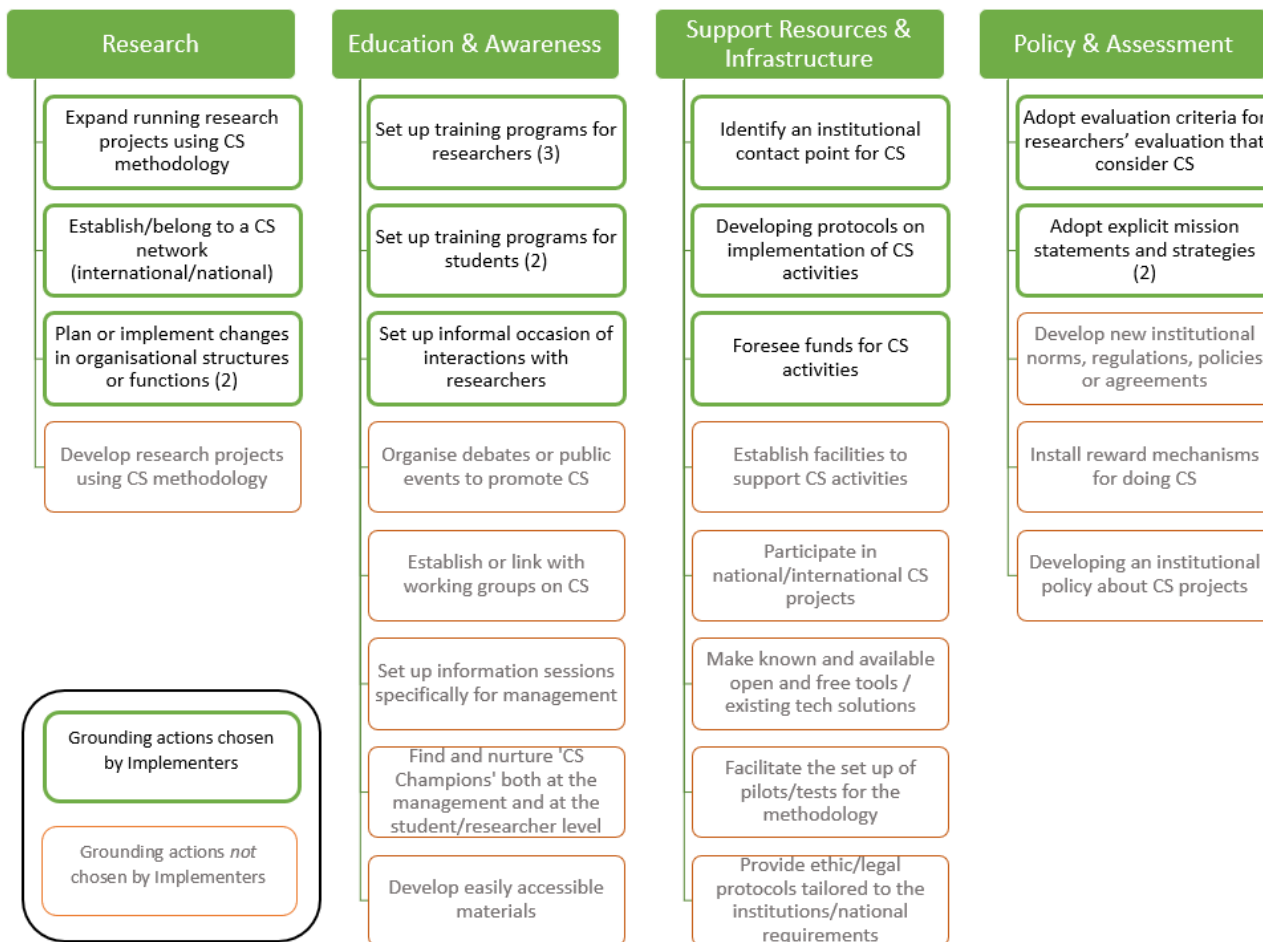 Research
Expand running research
projects using CS
methodology
Establish/belong to a CS
network
(international/national)
Plan or implement changes
in organisational structures
or functions (2)
Develop research projects
using CS methodology
Education & Awareness
Set up training programs for
researchers (3)
Set up training programs for
students (2)
Set up informal occasion of
interactions with
researchers
Organise debates or public
events to promote CS
Establish or link with
working groups on CS
Set up information sessions
specifically for management
Find and nurture 'CS
Champions' both at the
management and at the
student/researcher level
Develop easily accessible
materials
Support Resources &
Infrastructure
Identify an institutional
contact point for CS
Developing protocols on
implementation of CS
activities
Foresee funds for CS
activities
Establish facilities to
support CS activities
Participate in
national/international CS
projects
Make known and available
open and free tools /
existing tech solutions
Facilitate the set up of
pilots/tests for the
methodology
Provide ethic/legal
protocols tailored to the
institutions/national
requirements
Policy & Assessment
Adopt evaluation criteria for
researchers’ evaluation that
consider CS
Adopt explicit mission
statements and strategies
(2)
Develop new institutional
norms, regulations, policies
or agreements
Install reward mechanisms
for doing CS
Developing an institutional
policy about CS projects
Grounding actions chosen
by Implementers
Grounding actions not
chosen by Implementers